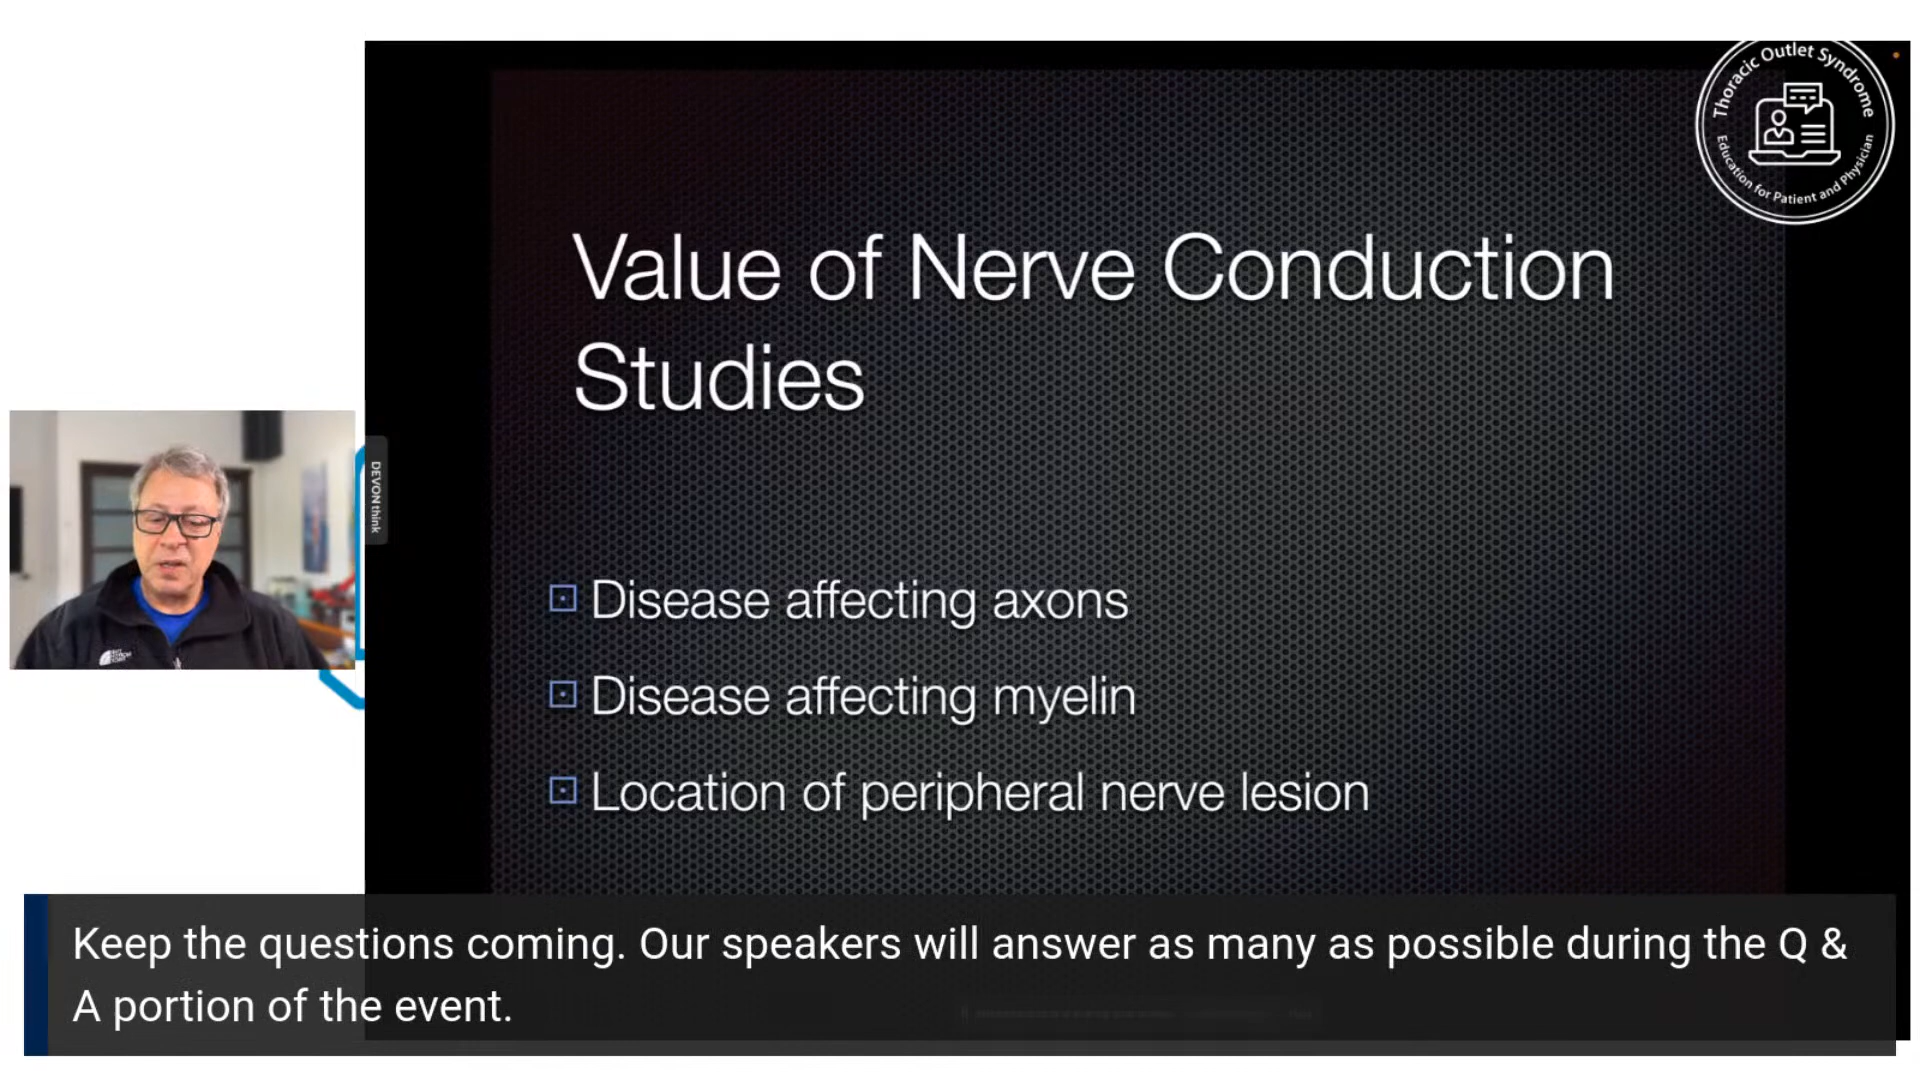 Thoracic Outlet Syndrome
Education for Patient and Physician
Value of Nerve Conduction
Studies
DEVONthink
Disease affecting axons
Disease affecting myelin
Location of peripheral nerve lesion
Keep the questions coming. Our speakers will answer as many as possible during the Q &
A portion of the event.